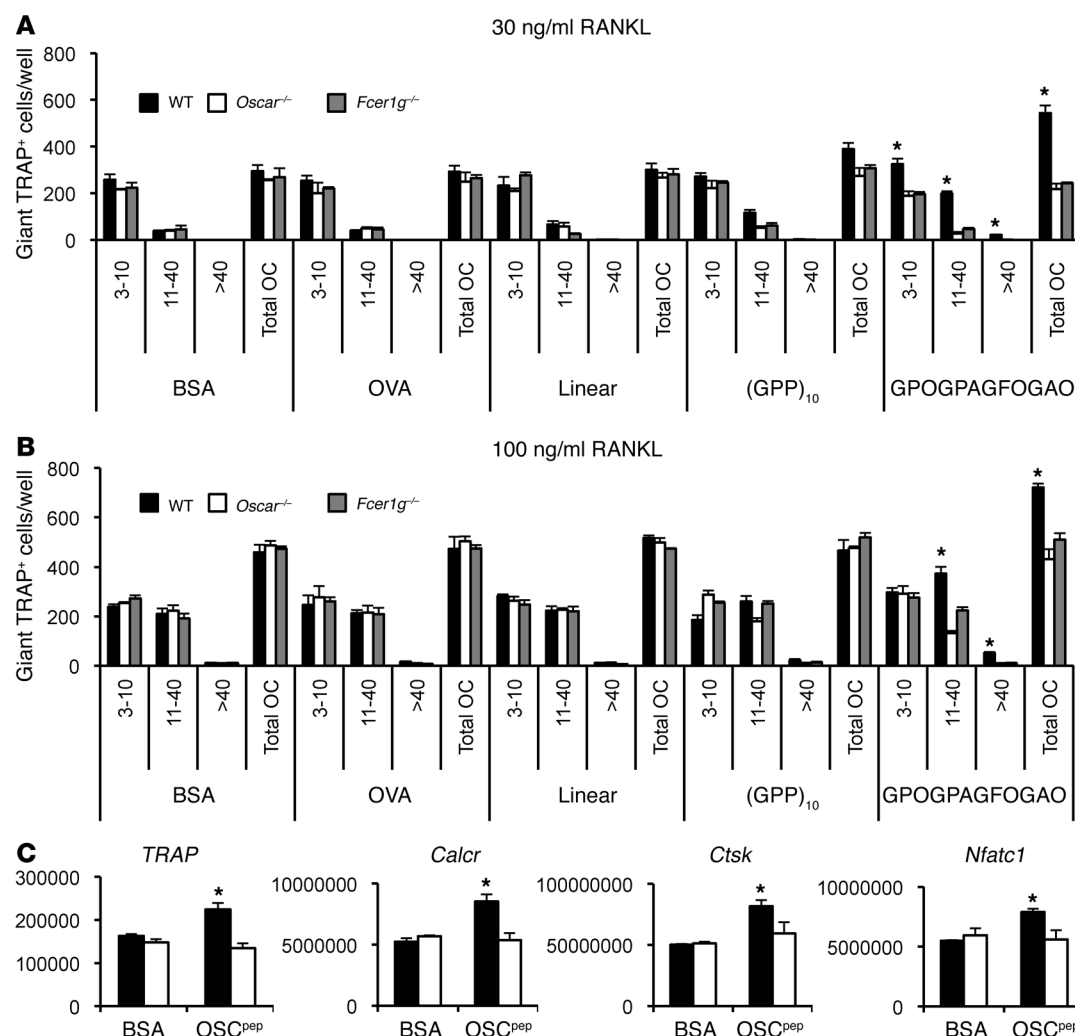 A
30 ng/ml RANKL
Giant TRAP⁺ cells/well
800
600
400
200
0
WT Oscar⁻/⁻ Fcer1g⁻/⁻
* * * *
3-10 11-40 >40 Total OC 3-10 11-40 >40 Total OC 3-10 11-40 >40 Total OC 3-10 11-40 >40 Total OC 3-10 11-40 >40 Total OC
BSA OVA Linear (GPP)₁₀ GPOGPAGFOGAO
B
100 ng/ml RANKL
Giant TRAP⁺ cells/well
800
600
400
200
0
WT Oscar⁻/⁻ Fcer1g⁻/⁻
* * *
3-10 11-40 >40 Total OC 3-10 11-40 >40 Total OC 3-10 11-40 >40 Total OC 3-10 11-40 >40 Total OC 3-10 11-40 >40 Total OC
BSA OVA Linear (GPP)₁₀ GPOGPAGFOGAO
C
TRAP
300000
200000
100000
0
*
BSA OSCᵖᵉᵖ
Calcr
10000000
5000000
0
*
BSA OSCᵖᵉᵖ
Ctsk
100000000
50000000
0
*
BSA OSCᵖᵉᵖ
Nfatc1
10000000
5000000
0
*
BSA OSCᵖᵉᵖ